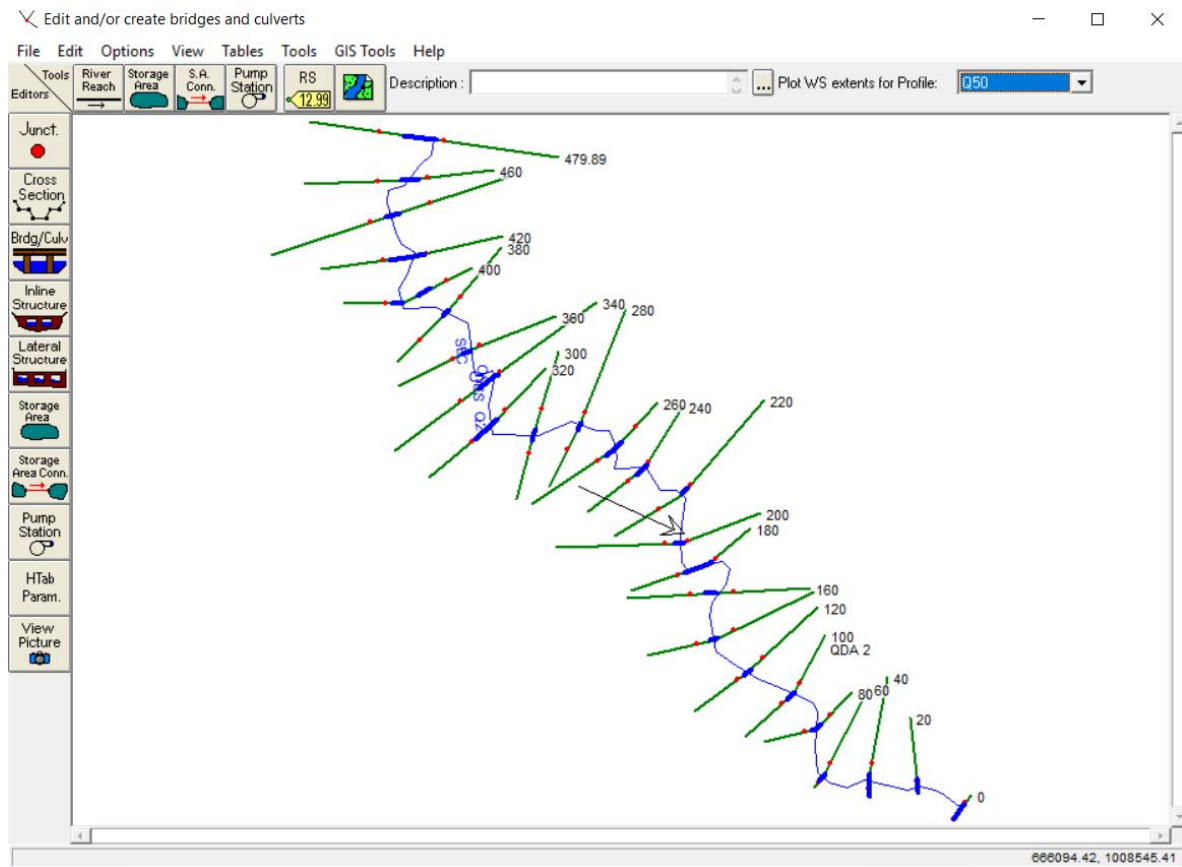 Edit and/or create bridges and culverts
File Edit Options View Tables Tools GIS Tools Help
Tools
Editors
River
Reach
Storage
Area
S.A.
Conn.
Pump
Station
RS
12.99
Description :
...
Plot WS extents for Profile:
Q50
Junct.
Cross
Section
Brdg/Culv
Inline
Structure
Lateral
Structure
Storage
Area
Storage
Area Conn.
Pump
Station
HTab
Param.
View
Picture
479.89
460
420
380
400
340
280
360
300
320
260
240
220
200
180
160
120
100
QDA 2
80
60
40
20
0
666094.42, 1008545.41